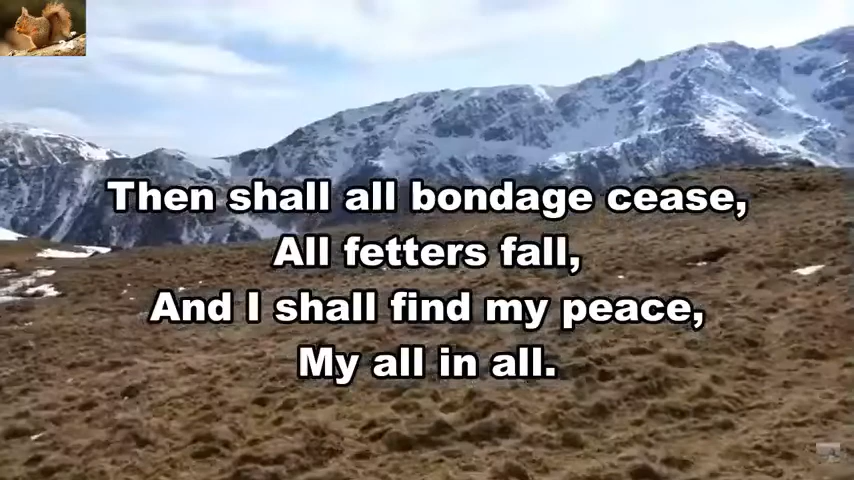 Then shall all bondage cease,
All fetters fall,
And I shall find my peace,
My all in all.